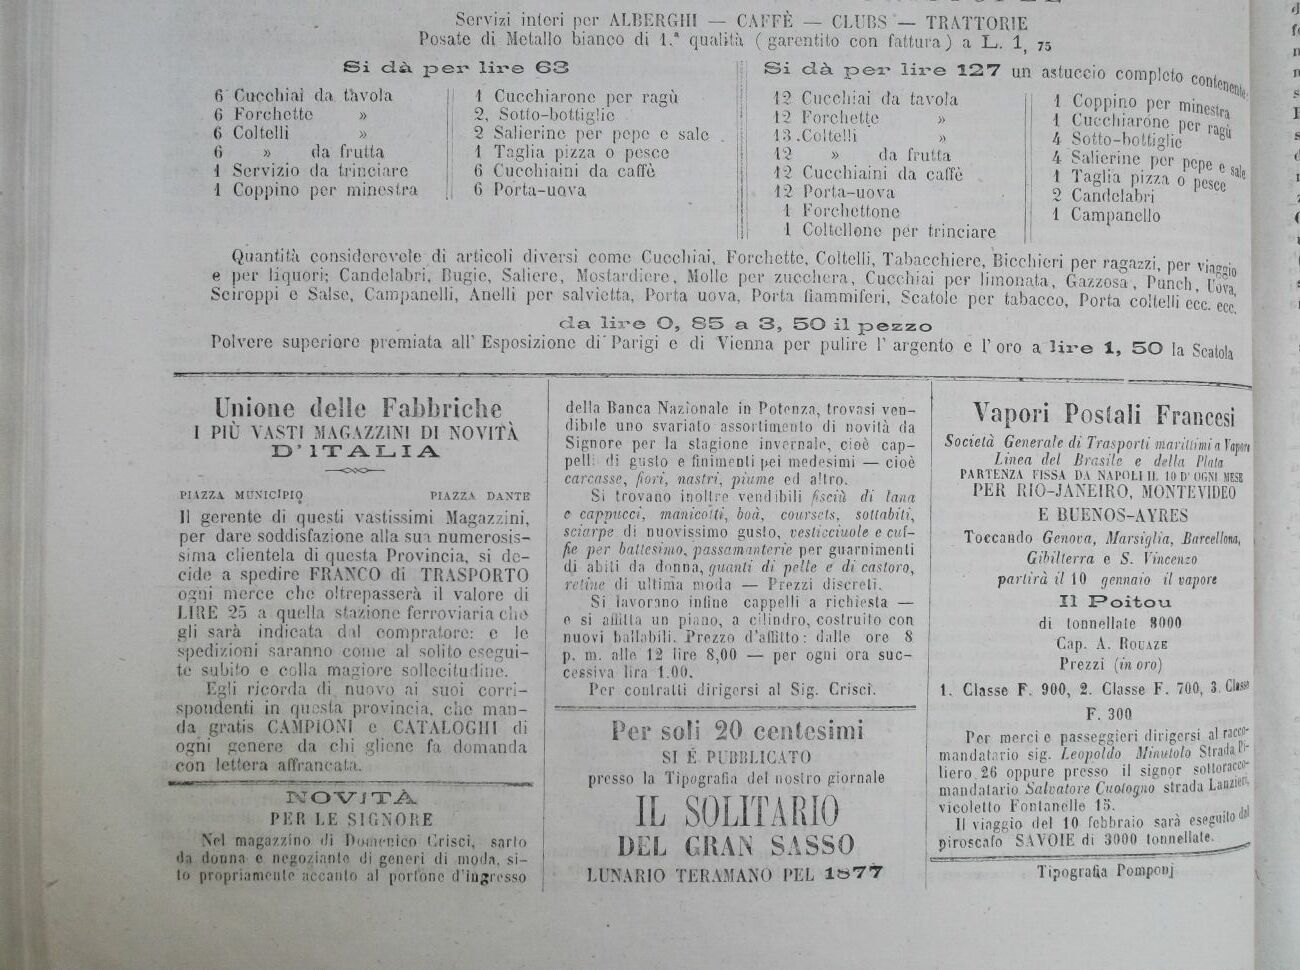 Servizi interi per ALBERGHI — CAFFÈ — CLUBS — TRATTORIE
Posate di Metallo bianco di 1.ª qualità (garentito con fattura) a L. 1, 75
Si dà per lire 63
6 Cucchiai da tavola
6 Forchette »
6 Coltelli »
6 » da frutta
1 Servizio da trinciare
1 Coppino per minestra
1 Cucchiarone per ragù
2 Sotto-bottiglie
2 Salierine per pepe e sale
1 Taglia pizza o pesce
6 Cucchiaini da caffè
6 Porta-uova
Si dà per lire 127 un astuccio completo contenente:
12 Cucchiai da tavola
12 Forchette »
13 Coltelli »
12 » da frutta
12 Cucchiaini da caffè
12 Porta-uova
1 Forchettone
1 Coltellone per trinciare
1 Coppino per minestra
1 Cucchiarone per ragù
4 Sotto-bottiglie
4 Salierine per pepe e sale
1 Taglia pizza o pesce
2 Candelabri
1 Campanello
Quantità considerevole di articoli diversi come Cucchiai, Forchette, Coltelli, Tabacchiere, Bicchieri per ragazzi, per viaggio
e per liquori; Candelabri, Bugie, Saliere, Mostardiere, Molle per zucchera, Cucchiai per limonata, Gazzosa, Punch, Uova,
Sciroppi e Salse, Campanelli, Anelli per salvietta, Porta uova, Porta fiammiferi, Scatole per tabacco, Porta coltelli ecc. ecc.
da lire 0, 85 a 3, 50 il pezzo
Polvere superiore premiata all' Esposizione di Parigi e di Vienna per pulire l' argento e l' oro a lire 1, 50 la Scatola
Unione delle Fabbriche
I PIÙ VASTI MAGAZZINI DI NOVITÀ
D'ITALIA
PIAZZA MUNICIPIO PIAZZA DANTE
Il gerente di questi vastissimi Magazzini,
per dare soddisfazione alla sua numerosis-
sima clientela di questa Provincia, si de-
cide a spedire FRANCO di TRASPORTO
ogni merce che oltrepasserà il valore di
LIRE 25 a quella stazione ferroviaria che
gli sarà indicata dal compratore: e le
spedizioni saranno come al solito esegui-
te subito e colla magiore sollecitudine.
Egli ricorda di nuovo ai suoi corri-
spondenti in questa provincia, che man-
da gratis CAMPIONI e CATALOGHI di
ogni genere da chi gliene fa domanda
con lettera affrancata.
NOVITÀ
PER LE SIGNORE
Nel magazzino di Domenico Crisci, sarto
da donna e negoziante di generi di moda, si-
to propriamente accanto al portone d'ingresso
della Banca Nazionale in Potenza, trovasi ven-
dibile uno svariato assortimento di novità da
Signore per la stagione invernale, cioè cap-
pelli di gusto e finimenti pei medesimi — cioè
carcasse, fiori, nastri, piume ed altro.
Si trovano inoltre vendibili fisciù di lana
e cappucci, manicotti, boà, coursets, sottabiti,
sciarpe di nuovissimo gusto, vesticciuole e cuf-
fie per battesimo, passamanterie per guarnimenti
di abiti da donna, guanti di pelle e di castoro,
retine di ultima moda — Prezzi discreti.
Si lavorano infine cappelli a richiesta —
e si affitta un piano, a cilindro, costruito con
nuovi ballabili. Prezzo d'affitto: dalle ore 8
p. m. alle 12 lire 8,00 — per ogni ora suc-
cessiva lira 1.00.
Per contratti dirigersi al Sig. Crisci.
Per soli 20 centesimi
SI È PUBBLICATO
presso la Tipografia del nostro giornale
IL SOLITARIO
DEL GRAN SASSO
LUNARIO TERAMANO PEL 1877
Vapori Postali Francesi
Società Generale di Trasporti marittimi a Vapore
Linea del Brasile e della Plata
PARTENZA FISSA DA NAPOLI IL 10 D' OGNI MESE
PER RIO-JANEIRO, MONTEVIDEO
E BUENOS-AYRES
Toccando Genova, Marsiglia, Barcellona,
Gibilterra e S. Vincenzo
partirà il 10 gennaio il vapore
Il Poitou
di tonnellate 3000
Cap. A. ROUAZE
Prezzi (in oro)
1. Classe F. 900, 2. Classe F. 700, 3. Classe
F. 300
Per merci e passeggieri dirigersi al racco-
mandatario sig. Leopoldo Minutolo Strada Pi-
liero 26 oppure presso il signor sottoracco-
mandatario Salvatore Cuotogno strada Lanzieri,
vicoletto Fontanelle 15.
Il viaggio del 10 febbraio sarà eseguito dal
piroscafo SAVOIE di 3000 tonnellate.
Tipografia Pomponj